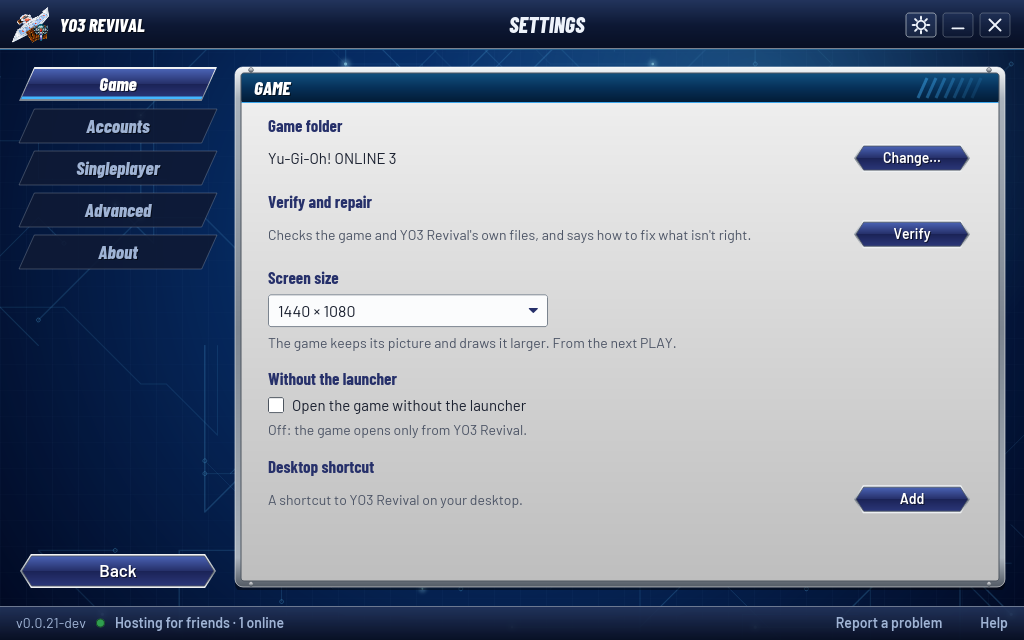 YO3 REVIVAL
SETTINGS
Game
Accounts
Singleplayer
Advanced
About
Back
GAME
Game folder
Yu-Gi-Oh! ONLINE 3
Change...
Verify and repair
Checks the game and YO3 Revival's own files, and says how to fix what isn't right.
Verify
Screen size
1440 × 1080
The game keeps its picture and draws it larger. From the next PLAY.
Without the launcher
Open the game without the launcher
Off: the game opens only from YO3 Revival.
Desktop shortcut
A shortcut to YO3 Revival on your desktop.
Add
v0.0.21-dev
Hosting for friends · 1 online
Report a problem
Help